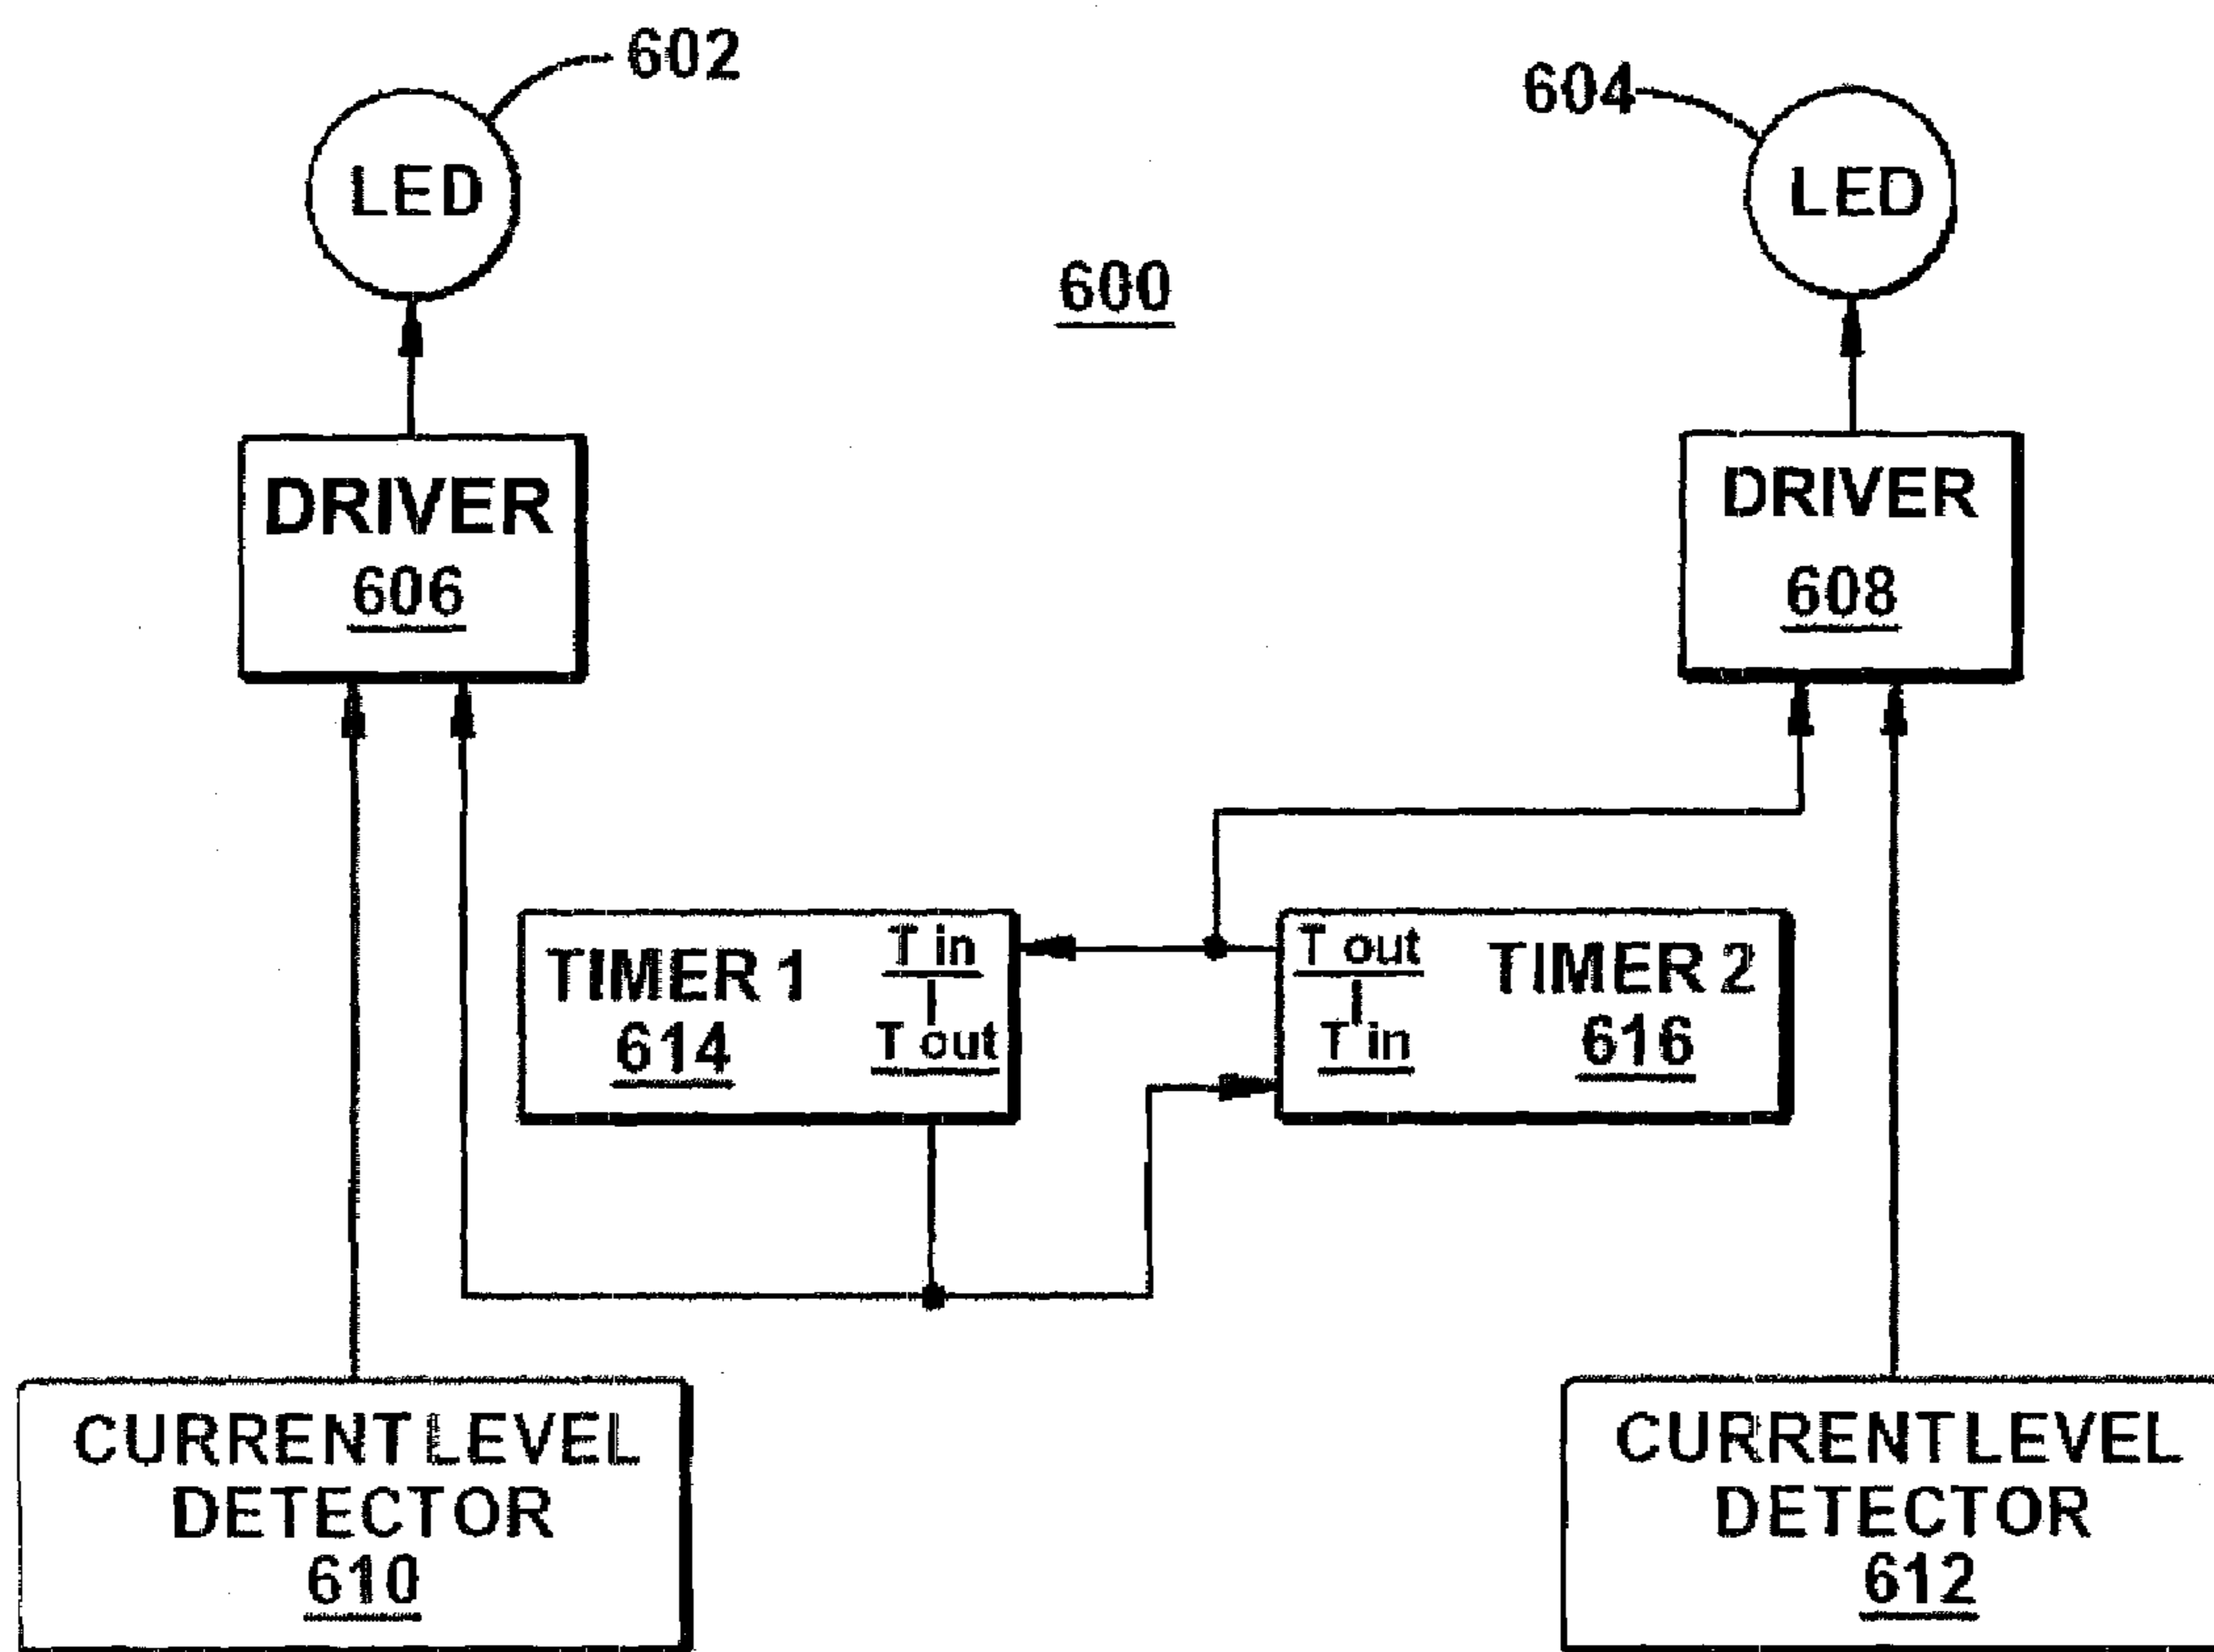 602
604
LED
LED
600
DRIVER
606
DRIVER
608
TIMER 1
614
T in
T out
T out
T in
TIMER 2
616
CURRENT LEVEL
DETECTOR
610
CURRENT LEVEL
DETECTOR
612